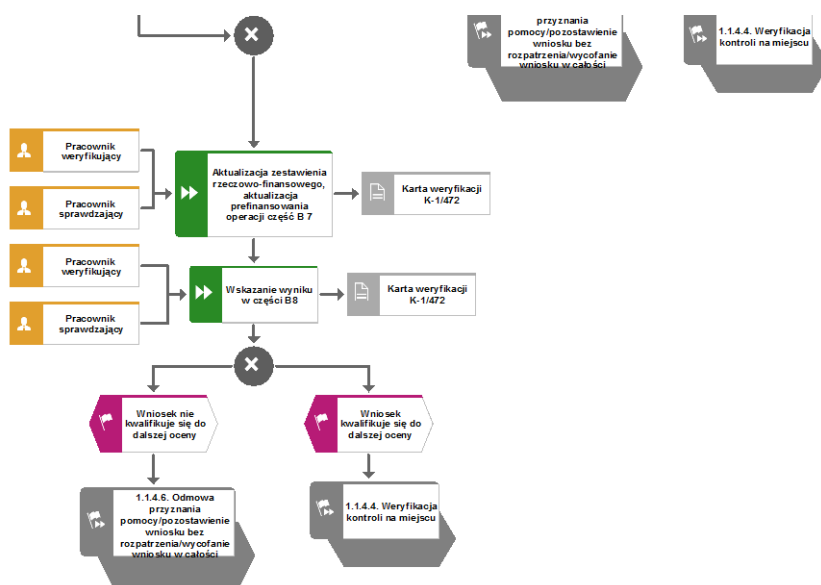 przyznania
pomocy/pozostawienie
wniosku bez
rozpatrzenia/wycofanie
wniosku w całości
1.1.4.4. Weryfikacja
kontroli na miejscu
Pracownik
weryfikujący
Pracownik
sprawdzający
Aktualizacja zestawienia
rzeczowo-finansowego,
aktualizacja
prefinansowania
operacji część B 7
Karta weryfikacji
K-1/472
Pracownik
weryfikujący
Pracownik
sprawdzający
Wskazanie wyniku
w części B8
Karta weryfikacji
K-1/472
Wniosek nie
kwalifikuje się do
dalszej oceny
Wniosek
kwalifikuje się do
dalszej oceny
1.1.4.6. Odmowa
przyznania
pomocy/pozostawienie
wniosku bez
rozpatrzenia/wycofanie
wniosku w całości
1.1.4.4. Weryfikacja
kontroli na miejscu